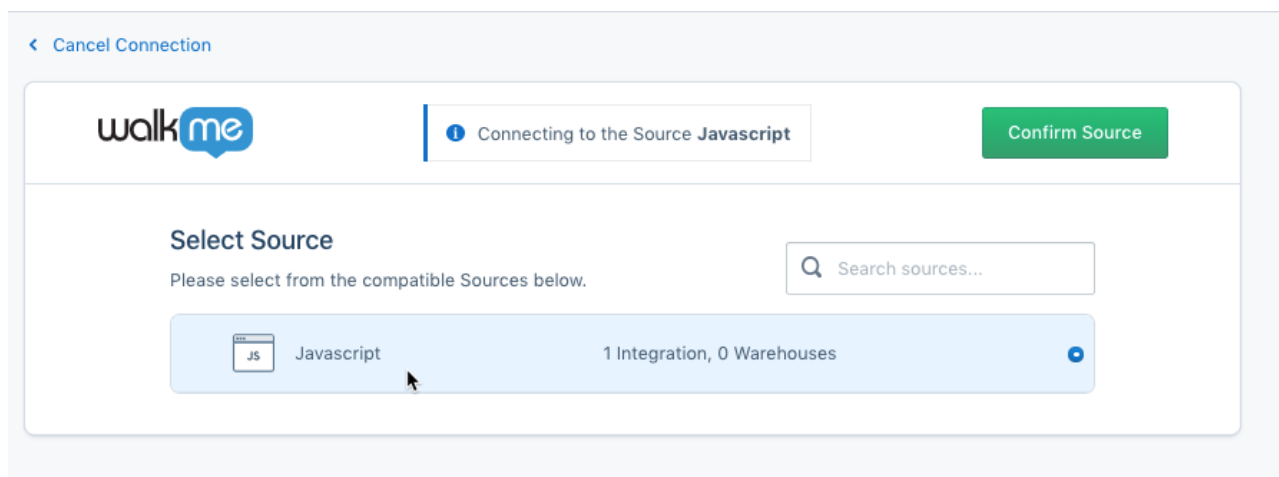 Cancel Connection
walkme
Connecting to the Source Javascript
Confirm Source
Select Source
Please select from the compatible Sources below.
Search sources...
JS
Javascript
1 Integration, 0 Warehouses